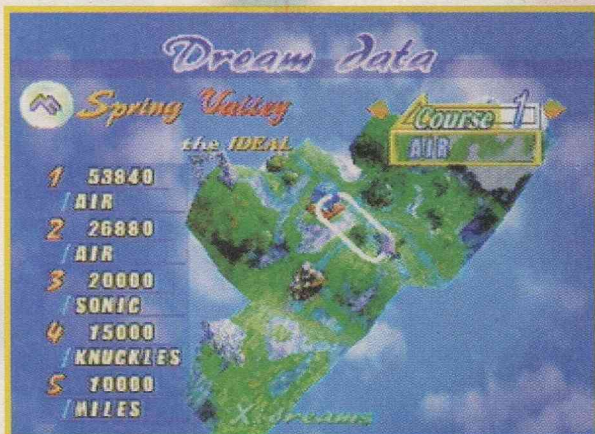 Dream data
Spring Valley
the IDEAL
Course 1
AIR
1 53840
/AIR
2 26880
/AIR
3 20000
/SONIC
4 15000
/KNUCKLES
5 10000
/MILES
X dreams